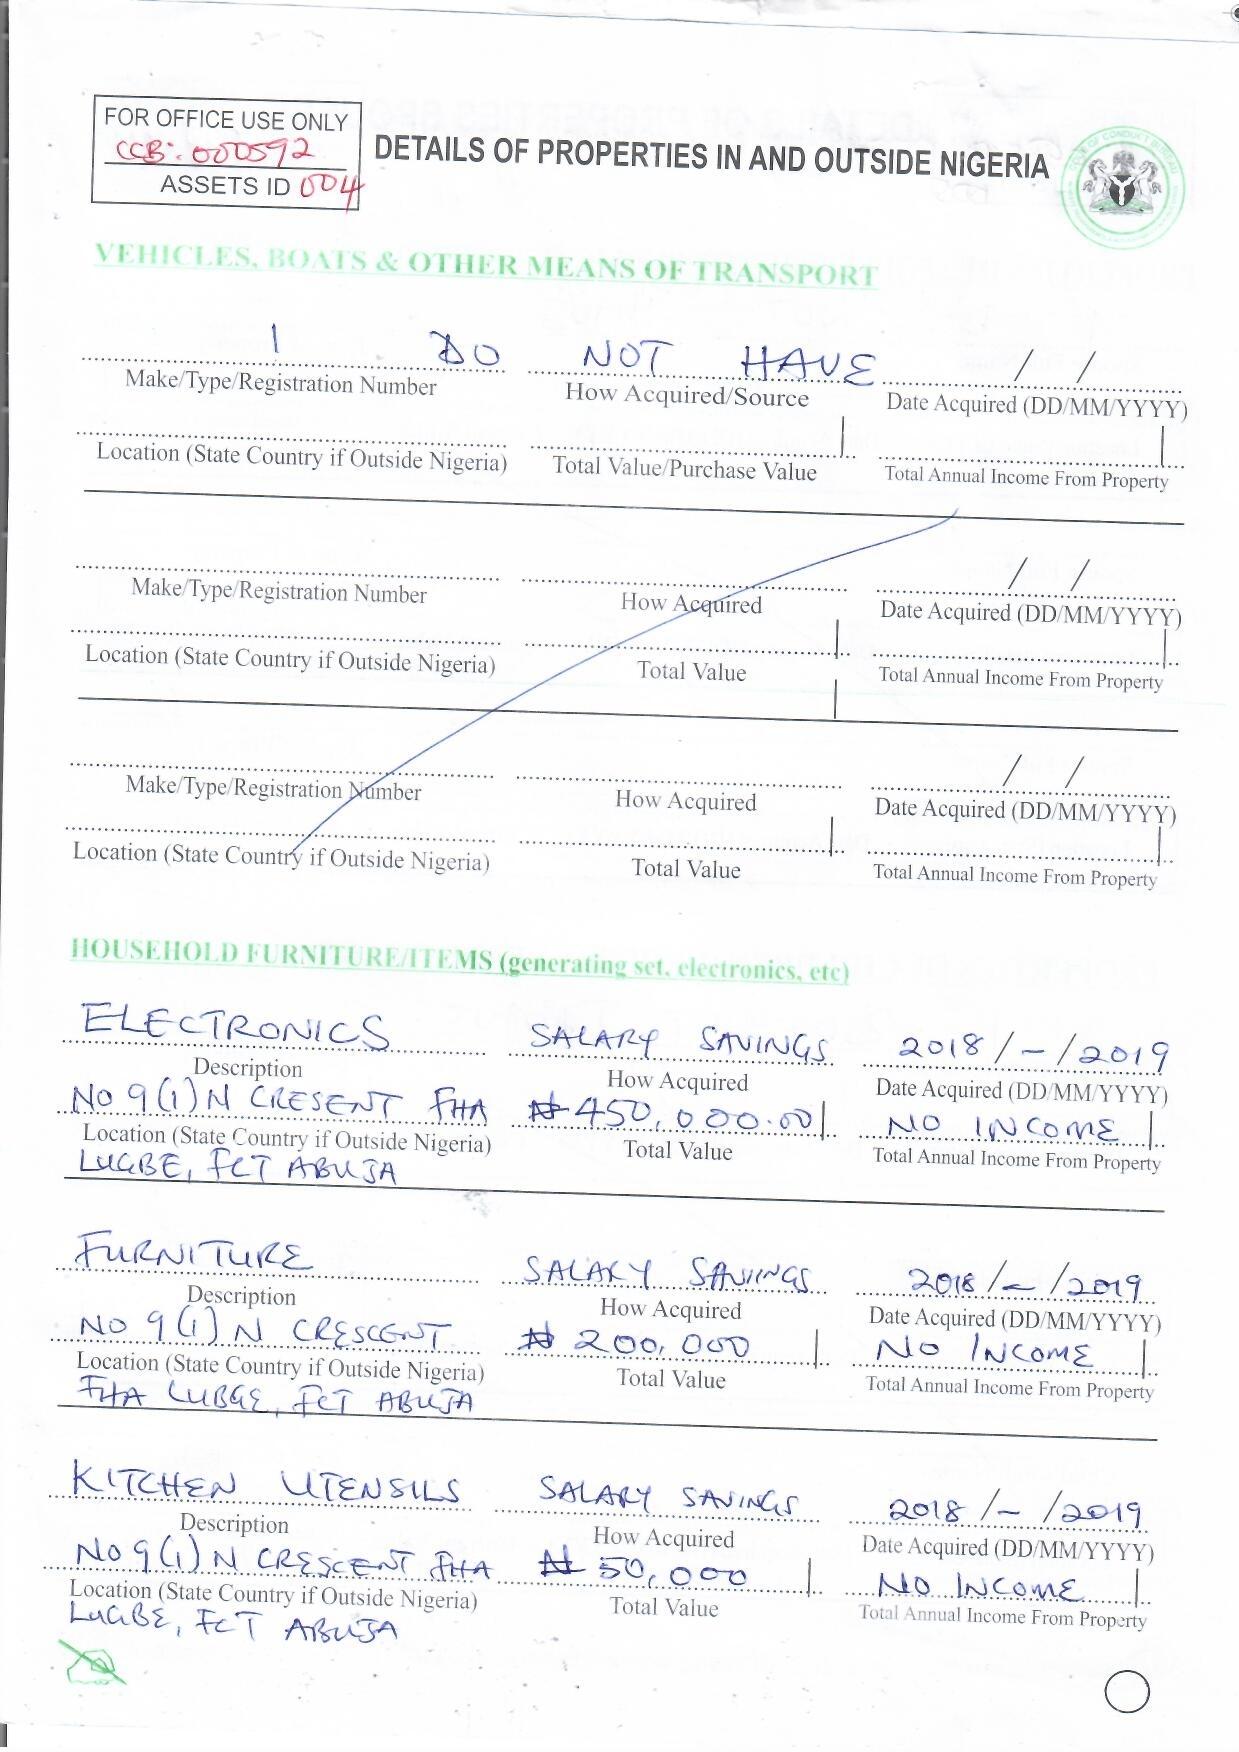 FOR OFFICE USE ONLY
CCB: 000592
ASSETS ID 004
DETAILS OF PROPERTIES IN AND OUTSIDE NIGERIA
VEHICLES, BOATS & OTHER MEANS OF TRANSPORT
I DO NOT HAVE / /
Make/Type/Registration Number How Acquired/Source Date Acquired (DD/MM/YYYY)
Location (State Country if Outside Nigeria) Total Value/Purchase Value Total Annual Income From Property
/ /
Make/Type/Registration Number How Acquired Date Acquired (DD/MM/YYYY)
Location (State Country if Outside Nigeria) Total Value Total Annual Income From Property
/ /
Make/Type/Registration Number How Acquired Date Acquired (DD/MM/YYYY)
Location (State Country if Outside Nigeria) Total Value Total Annual Income From Property
HOUSEHOLD FURNITURE/ITEMS (generating set, electronics, etc)
ELECTRONICS SALARY SAVINGS 2018/-/2019
Description How Acquired Date Acquired (DD/MM/YYYY)
NO 9(1) N CRESENT FHA ₦450,000.00 NO INCOME
Location (State Country if Outside Nigeria) Total Value Total Annual Income From Property
LUGBE, FCT ABUJA
FURNITURE SALARY SAVINGS 2018/-/2019
Description How Acquired Date Acquired (DD/MM/YYYY)
NO 9(1) N CRESCENT ₦200,000 NO INCOME
Location (State Country if Outside Nigeria) Total Value Total Annual Income From Property
FHA LUBGE, FCT ABUJA
KITCHEN UTENSILS SALARY SAVINGS 2018/-/2019
Description How Acquired Date Acquired (DD/MM/YYYY)
NO 9(1) N CRESCENT FHA ₦50,000 NO INCOME
Location (State Country if Outside Nigeria) Total Value Total Annual Income From Property
LUGBE, FCT ABUJA